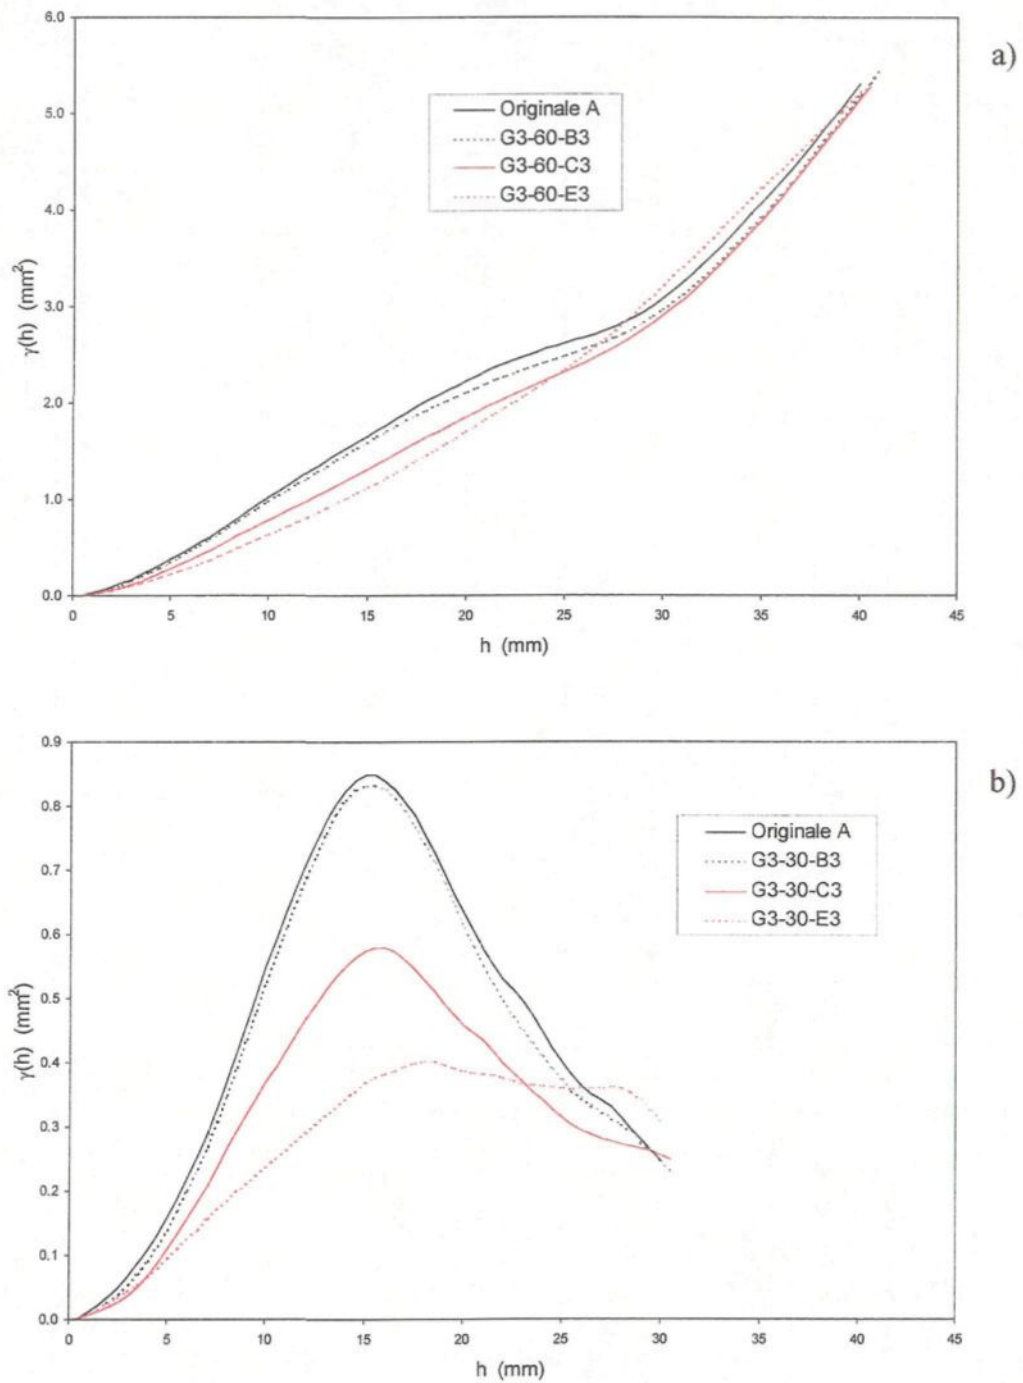 a)
6.0
5.0
4.0
3.0
2.0
1.0
0.0
γ(h) (mm²)
Originale A
G3-60-B3
G3-60-C3
G3-60-E3
0 5 10 15 20 25 30 35 40 45
h (mm)
b)
0.9
0.8
0.7
0.6
0.5
0.4
0.3
0.2
0.1
0.0
γ(h) (mm²)
Originale A
G3-30-B3
G3-30-C3
G3-30-E3
0 5 10 15 20 25 30 35 40 45
h (mm)